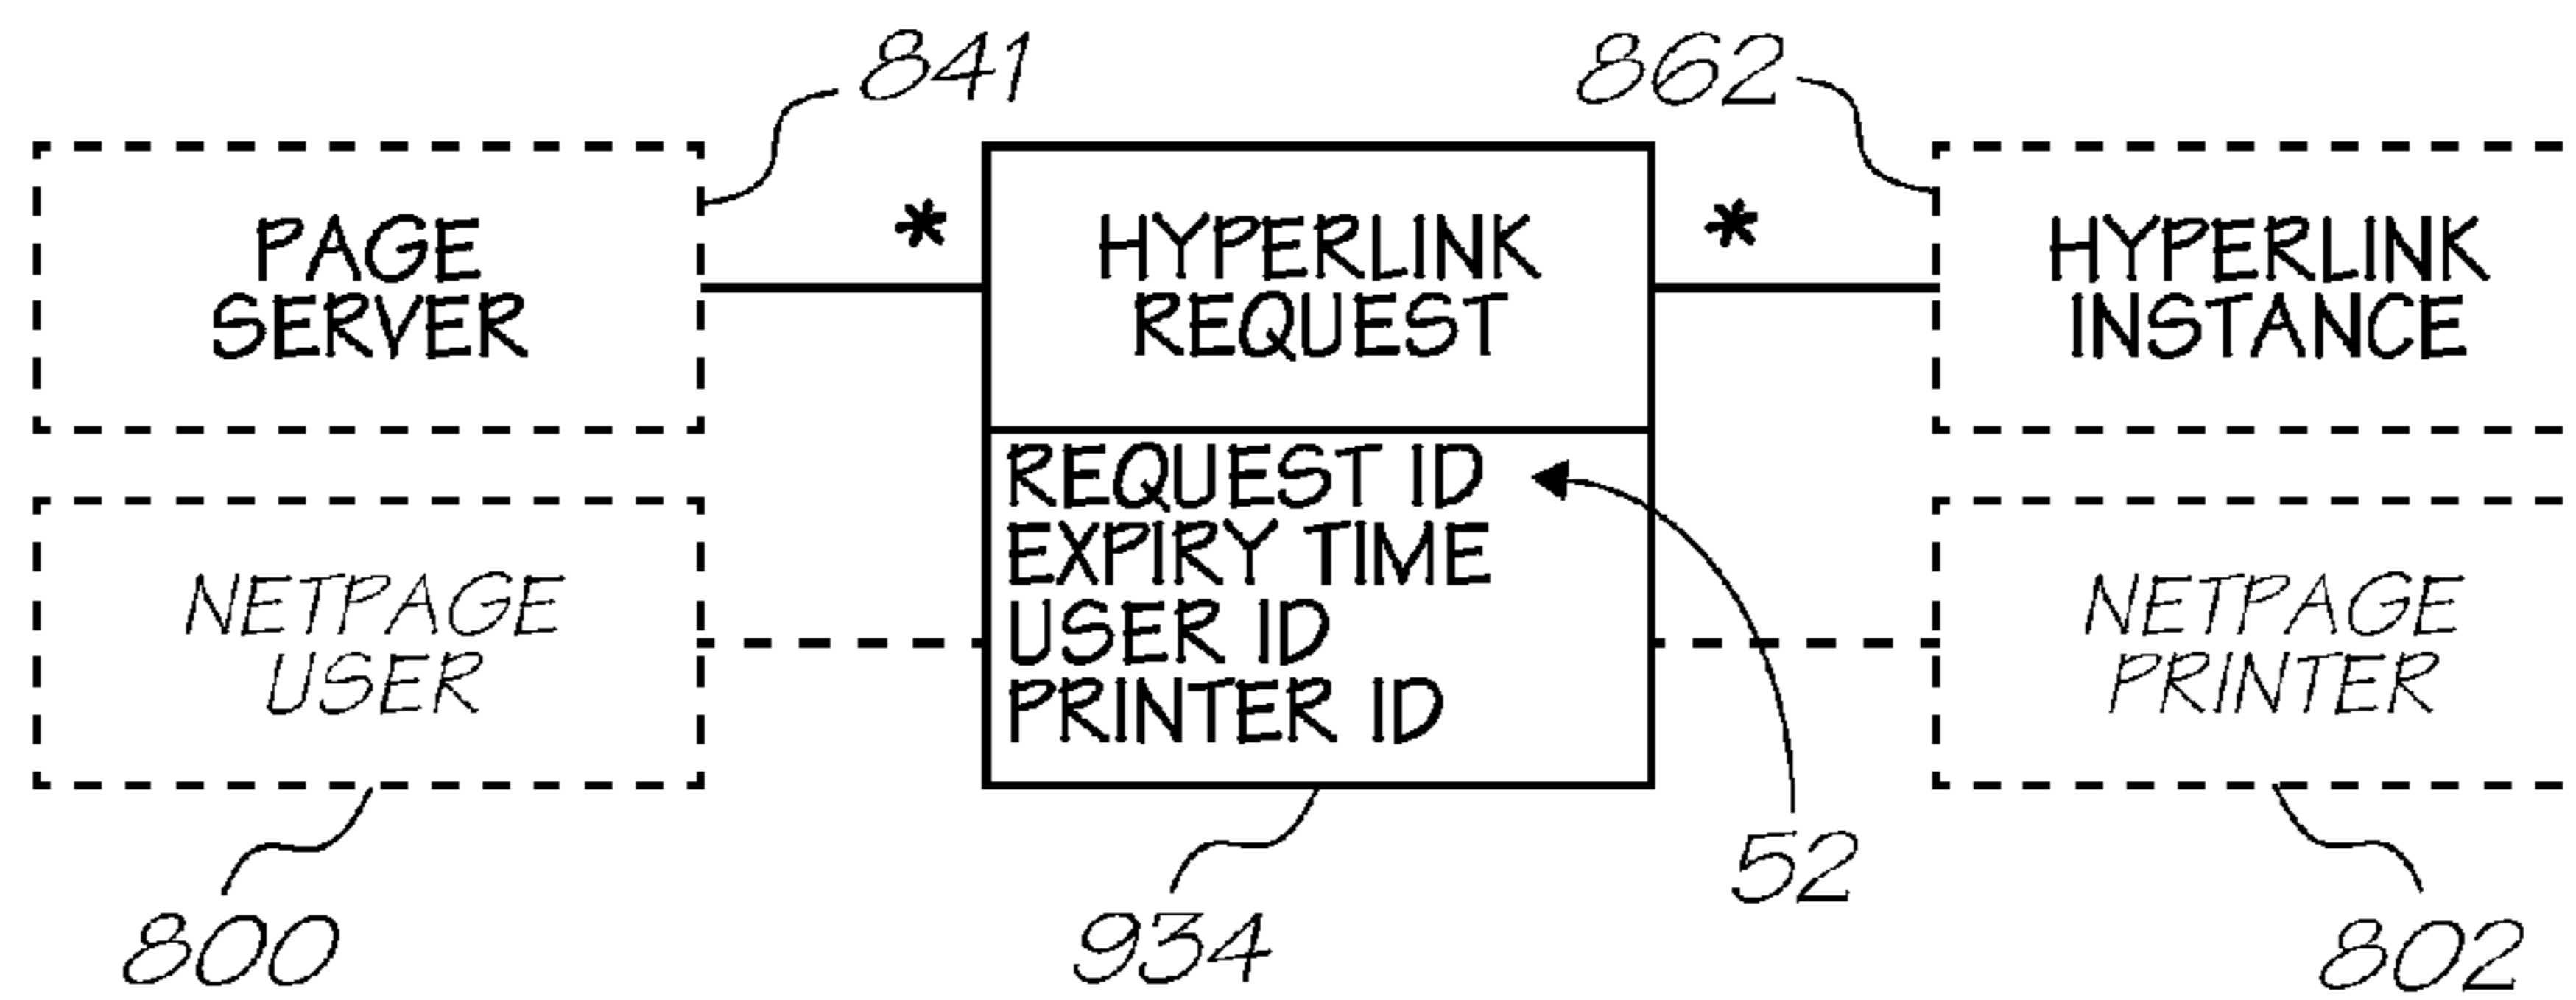 841
862
PAGE
SERVER
*
HYPERLINK
REQUEST
*
HYPERLINK
INSTANCE
REQUEST ID
EXPIRY TIME
USER ID
PRINTER ID
NETPAGE
USER
NETPAGE
PRINTER
52
800
934
802